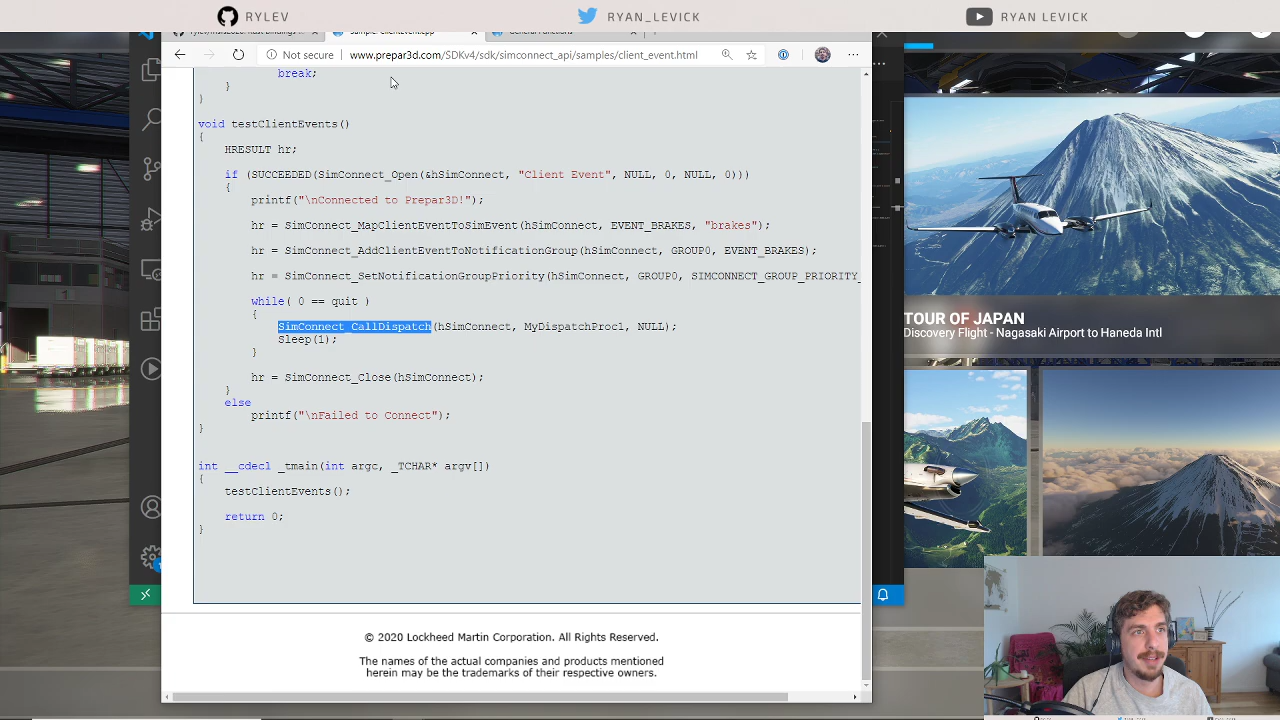 RYLEV
RYAN_LEVICK
RYAN LEVICK
Not secure
www.prepar3d.com/SDKv4/sdk/simconnect_api/samples/client_event.html
break;
}
}
void testClientEvents()
{
HRESULT hr;
if (SUCCEEDED(SimConnect_Open(&hSimConnect, "Client Event", NULL, 0, NULL, 0)))
{
printf("\nConnected to Prepar3D!");
hr = SimConnect_MapClientEventToSimEvent(hSimConnect, EVENT_BRAKES, "brakes");
hr = SimConnect_AddClientEventToNotificationGroup(hSimConnect, GROUP0, EVENT_BRAKES);
hr = SimConnect_SetNotificationGroupPriority(hSimConnect, GROUP0, SIMCONNECT_GROUP_PRIORITY_
while( 0 == quit )
{
SimConnect_CallDispatch(hSimConnect, MyDispatchProc1, NULL);
Sleep(1);
}
hr = SimConnect_Close(hSimConnect);
}
else
printf("\nFailed to Connect");
}
int __cdecl _tmain(int argc, _TCHAR* argv[])
{
testClientEvents();
return 0;
}
© 2020 Lockheed Martin Corporation. All Rights Reserved.
The names of the actual companies and products mentioned
herein may be the trademarks of their respective owners.
TOUR OF JAPAN
Discovery Flight - Nagasaki Airport to Haneda Intl